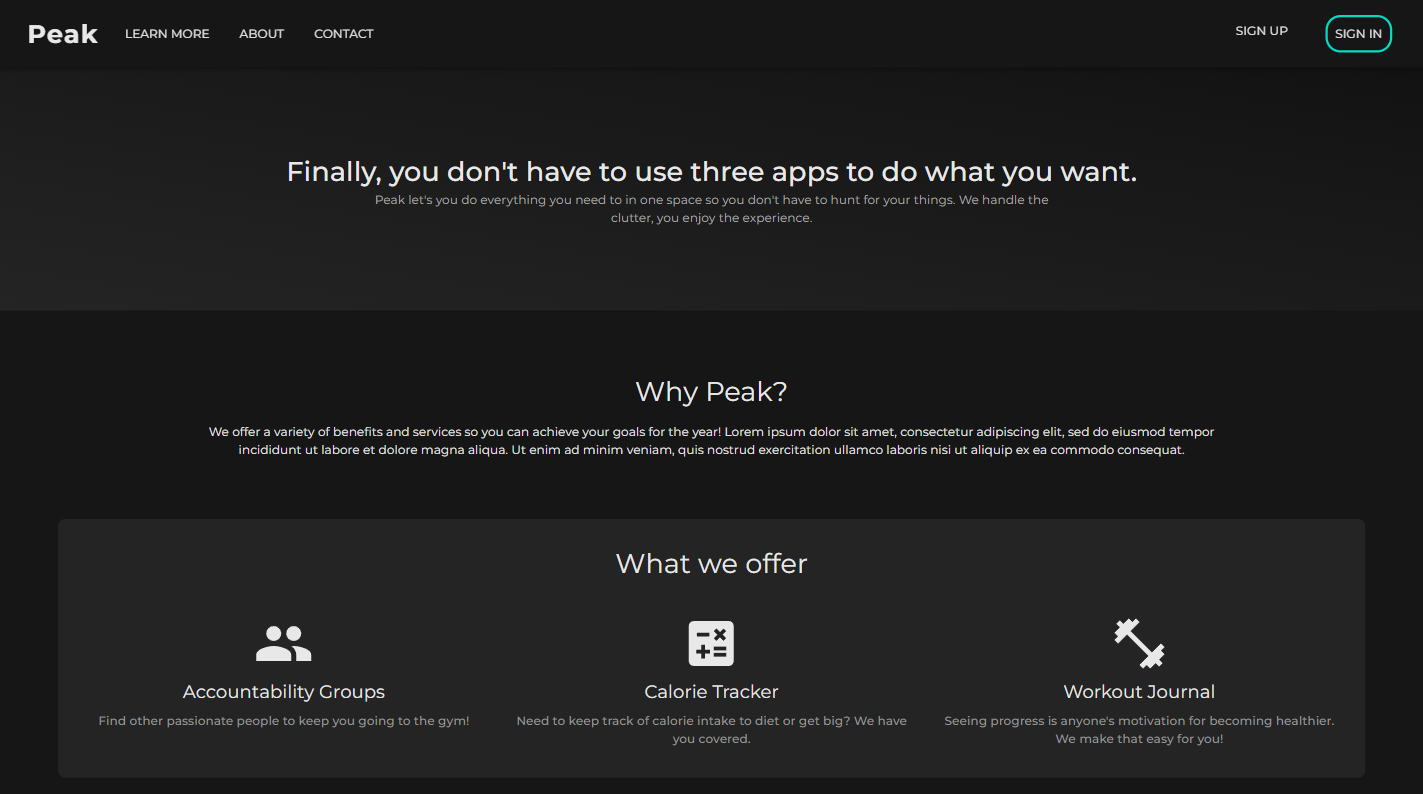 Peak
LEARN MORE
ABOUT
CONTACT
SIGN UP
SIGN IN
Finally, you don't have to use three apps to do what you want.
Peak let's you do everything you need to in one space so you don't have to hunt for your things. We handle the
clutter, you enjoy the experience.
Why Peak?
We offer a variety of benefits and services so you can achieve your goals for the year! Lorem ipsum dolor sit amet, consectetur adipiscing elit, sed do eiusmod tempor
incididunt ut labore et dolore magna aliqua. Ut enim ad minim veniam, quis nostrud exercitation ullamco laboris nisi ut aliquip ex ea commodo consequat.
What we offer
Accountability Groups
Find other passionate people to keep you going to the gym!
Calorie Tracker
Need to keep track of calorie intake to diet or get big? We have
you covered.
Workout Journal
Seeing progress is anyone's motivation for becoming healthier.
We make that easy for you!